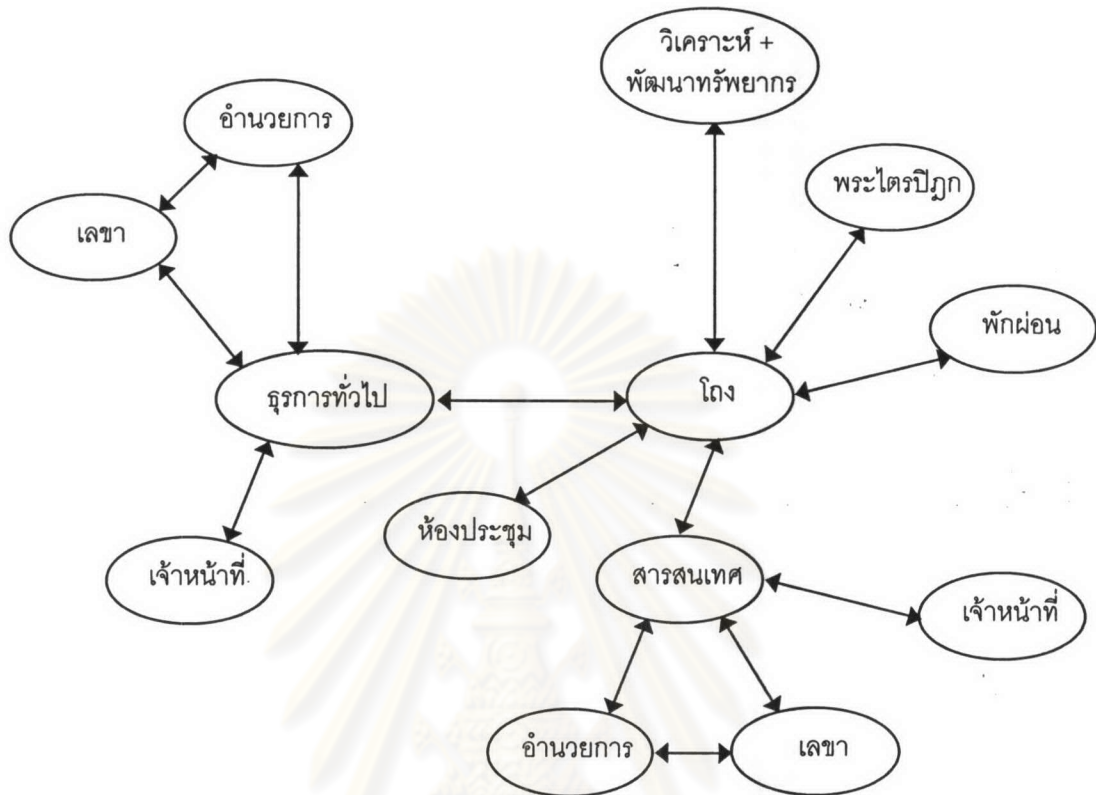 วิเคราะห์ +
พัฒนาทรัพยากร
อำนวยการ
พระไตรปิฎก
เลขา
พักผ่อน
ธุรการทั่วไป
โถง
ห้องประชุม
เจ้าหน้าที่
สารสนเทศ
เจ้าหน้าที่
อำนวยการ
เลขา